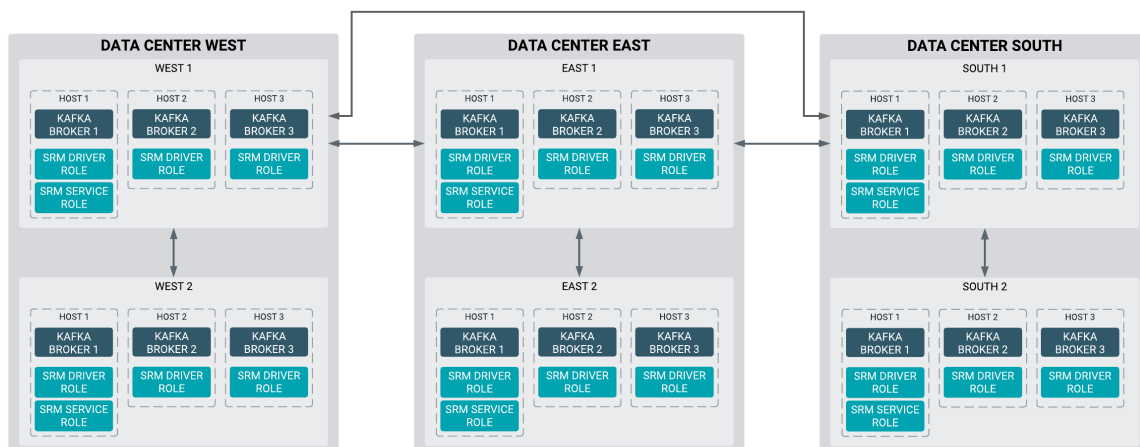 DATA CENTER WEST
WEST 1
HOST 1
KAFKA
BROKER 1
SRM DRIVER
ROLE
SRM SERVICE
ROLE
HOST 2
KAFKA
BROKER 2
SRM DRIVER
ROLE
HOST 3
KAFKA
BROKER 3
SRM DRIVER
ROLE
WEST 2
HOST 1
KAFKA
BROKER 1
SRM DRIVER
ROLE
SRM SERVICE
ROLE
HOST 2
KAFKA
BROKER 2
SRM DRIVER
ROLE
HOST 3
KAFKA
BROKER 3
SRM DRIVER
ROLE
DATA CENTER EAST
EAST 1
HOST 1
KAFKA
BROKER 1
SRM DRIVER
ROLE
SRM SERVICE
ROLE
HOST 2
KAFKA
BROKER 2
SRM DRIVER
ROLE
HOST 3
KAFKA
BROKER 3
SRM DRIVER
ROLE
EAST 2
HOST 1
KAFKA
BROKER 1
SRM DRIVER
ROLE
SRM SERVICE
ROLE
HOST 2
KAFKA
BROKER 2
SRM DRIVER
ROLE
HOST 3
KAFKA
BROKER 3
SRM DRIVER
ROLE
DATA CENTER SOUTH
SOUTH 1
HOST 1
KAFKA
BROKER 1
SRM DRIVER
ROLE
SRM SERVICE
ROLE
HOST 2
KAFKA
BROKER 2
SRM DRIVER
ROLE
HOST 3
KAFKA
BROKER 3
SRM DRIVER
ROLE
SOUTH 2
HOST 1
KAFKA
BROKER 1
SRM DRIVER
ROLE
SRM SERVICE
ROLE
HOST 2
KAFKA
BROKER 2
SRM DRIVER
ROLE
HOST 3
KAFKA
BROKER 3
SRM DRIVER
ROLE